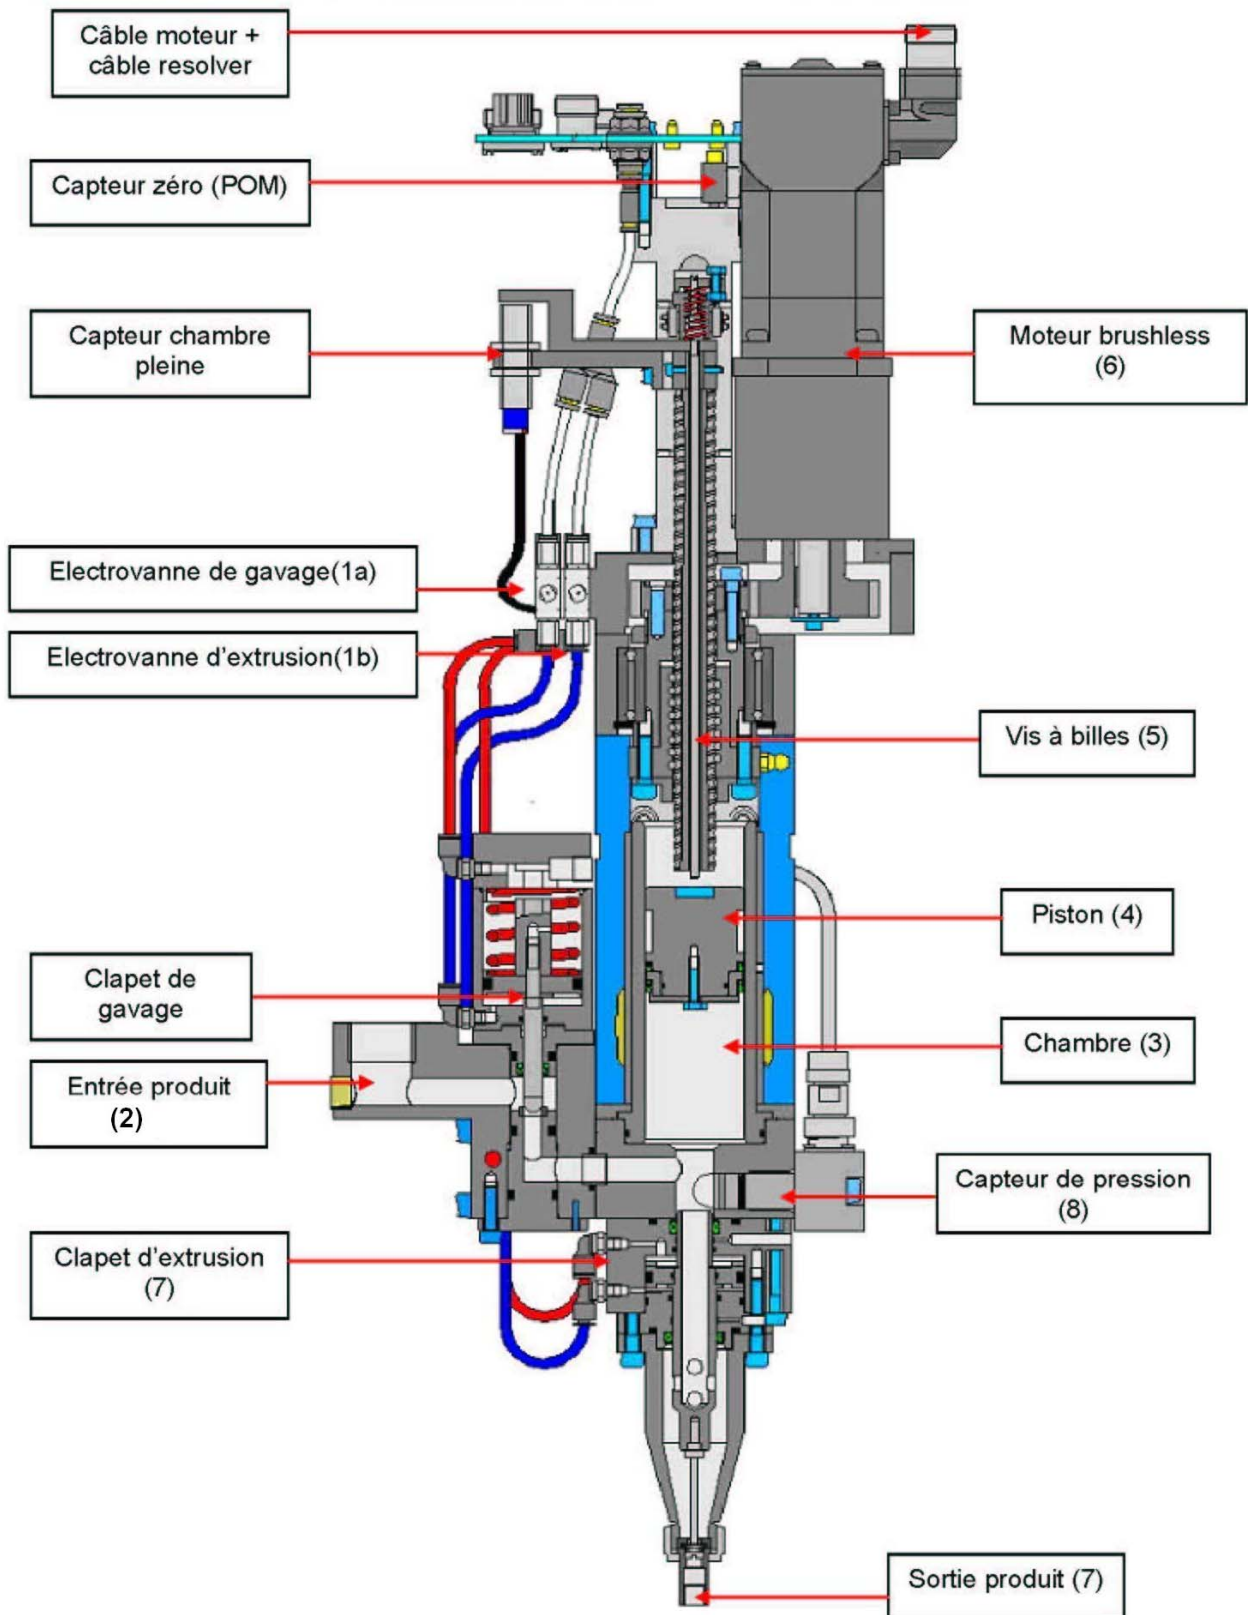 Câble moteur +
câble resolver
Capteur zéro (POM)
Capteur chambre
pleine
Moteur brushless
(6)
Electrovanne de gavage(1a)
Electrovanne d'extrusion(1b)
Vis à billes (5)
Piston (4)
Clapet de
gavage
Chambre (3)
Entrée produit
(2)
Capteur de pression
(8)
Clapet d'extrusion
(7)
Sortie produit (7)